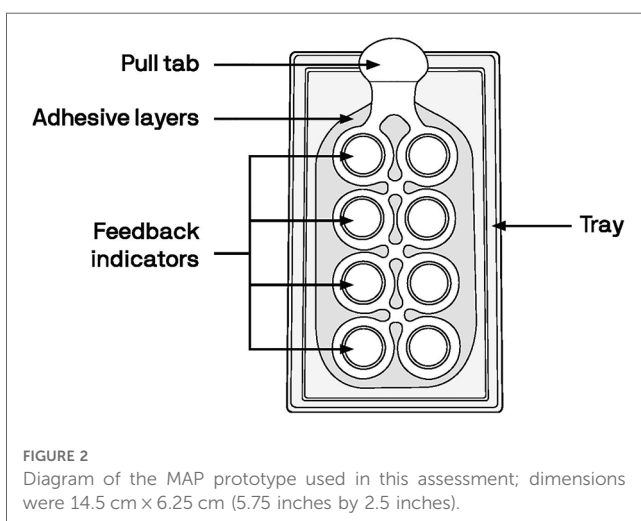 Pull tab
Adhesive layers
Feedback
indicators
Tray
FIGURE 2
Diagram of the MAP prototype used in this assessment; dimensions
were 14.5 cm × 6.25 cm (5.75 inches by 2.5 inches).